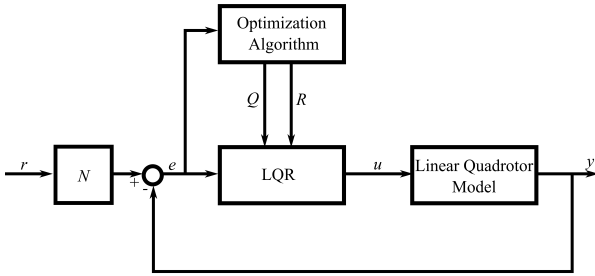 Optimization
Algorithm
Q
R
r
N
+
-
e
LQR
u
Linear Quadrotor
Model
y